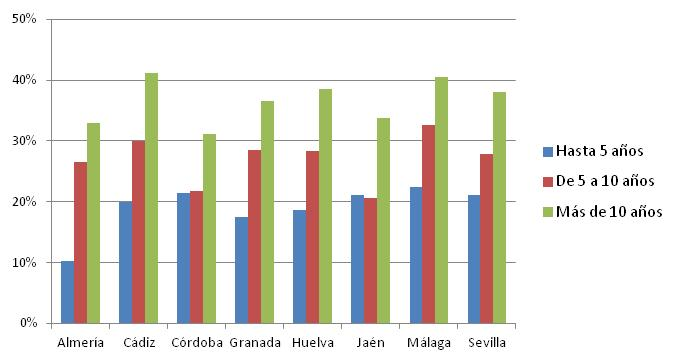 50%
40%
30%
20%
10%
0%
Almería Cádiz Córdoba Granada Huelva Jaén Málaga Sevilla
Hasta 5 años
De 5 a 10 años
Más de 10 años